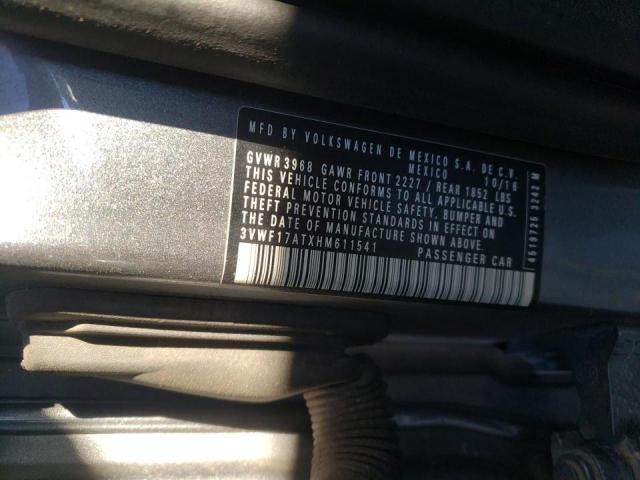 MFD BY VOLKSWAGEN DE MEXICO S.A. DE C.V.
MEXICO 10/16
GVWR 3968 GAWR FRONT 2227 / REAR 1852 LBS
THIS VEHICLE CONFORMS TO ALL APPLICABLE U.S.
FEDERAL MOTOR VEHICLE SAFETY, BUMPER AND
THEFT PREVENTION STANDARDS IN EFFECT ON
THE DATE OF MANUFACTURE SHOWN ABOVE.
3VWF17ATXHM611541
PASSENGER CAR